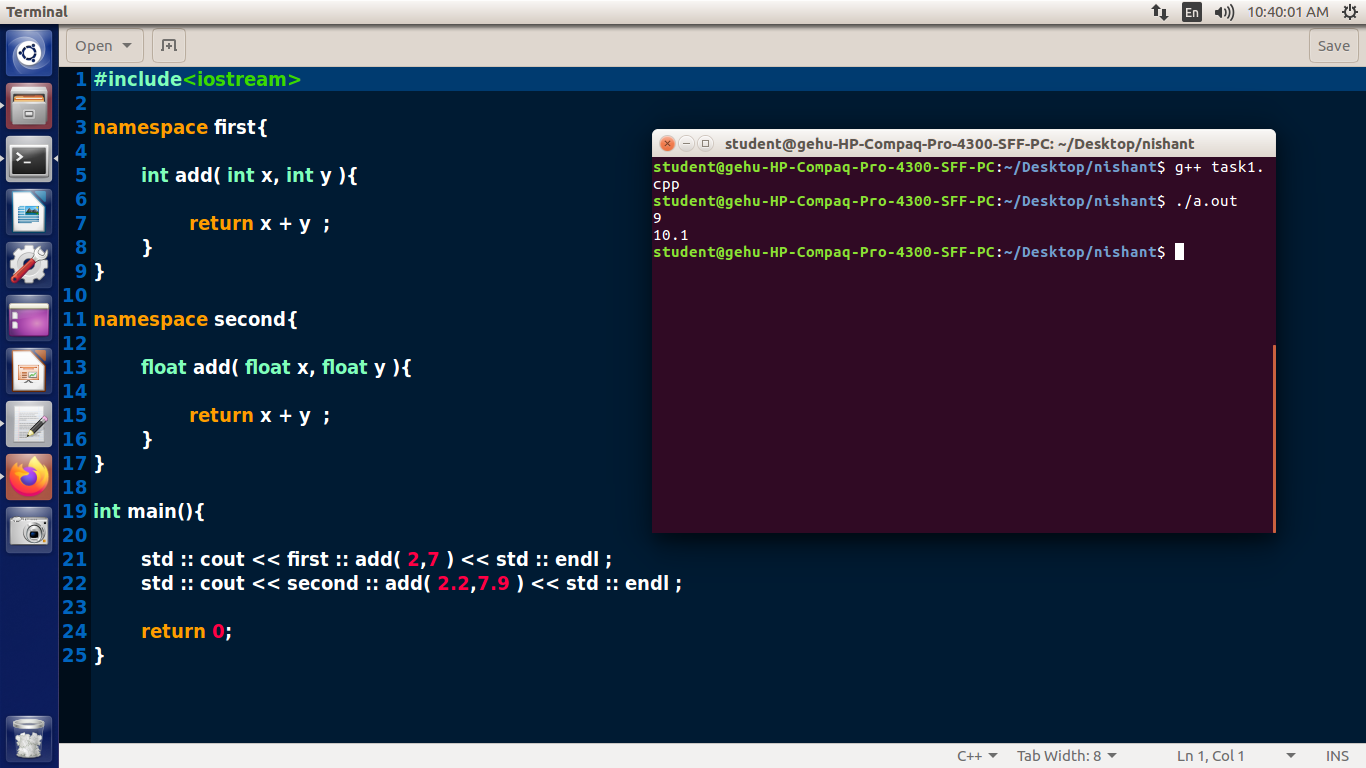 Terminal
En
10:40:01 AM
Open
Save
1 #include<iostream>
2
3 namespace first{
4
5 int add( int x, int y ){
6
7 return x + y ;
8 }
9 }
10
11 namespace second{
12
13 float add( float x, float y ){
14
15 return x + y ;
16 }
17 }
18
19 int main(){
20
21 std :: cout << first :: add( 2,7 ) << std :: endl ;
22 std :: cout << second :: add( 2.2,7.9 ) << std :: endl ;
23
24 return 0;
25 }
student@gehu-HP-Compaq-Pro-4300-SFF-PC: ~/Desktop/nishant
student@gehu-HP-Compaq-Pro-4300-SFF-PC:~/Desktop/nishant$ g++ task1.
cpp
student@gehu-HP-Compaq-Pro-4300-SFF-PC:~/Desktop/nishant$ ./a.out
9
10.1
student@gehu-HP-Compaq-Pro-4300-SFF-PC:~/Desktop/nishant$
C++ Tab Width: 8 Ln 1, Col 1 INS